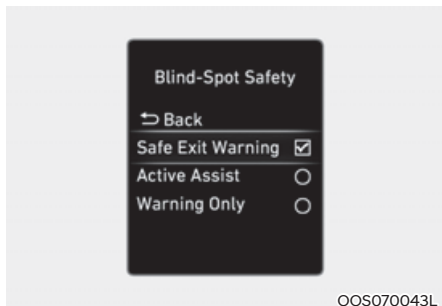 Blind-Spot Safety
Back
Safe Exit Warning
Active Assist
Warning Only
OOS070043L